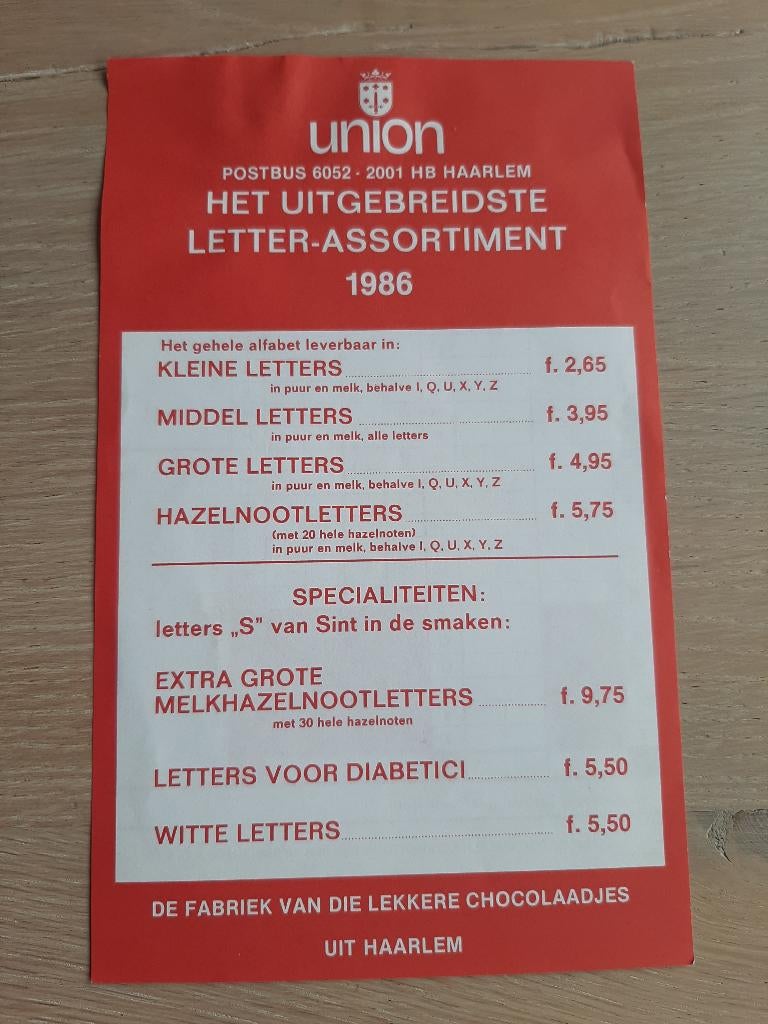 union
POSTBUS 6052 - 2001 HB HAARLEM
HET UITGEBREIDSTE
LETTER-ASSORTIMENT
1986
Het gehele alfabet leverbaar in:
KLEINE LETTERS f. 2,65
in puur en melk, behalve I, Q, U, X, Y, Z
MIDDEL LETTERS f. 3,95
in puur en melk, alle letters
GROTE LETTERS f. 4,95
in puur en melk, behalve I, Q, U, X, Y, Z
HAZELNOOTLETTERS f. 5,75
(met 20 hele hazelnoten)
in puur en melk, behalve I, Q, U, X, Y, Z
SPECIALITEITEN:
letters „S” van Sint in de smaken:
EXTRA GROTE
MELKHAZELNOOTLETTERS f. 9,75
met 30 hele hazelnoten
LETTERS VOOR DIABETICI f. 5,50
WITTE LETTERS f. 5,50
DE FABRIEK VAN DIE LEKKERE CHOCOLAADJES
UIT HAARLEM